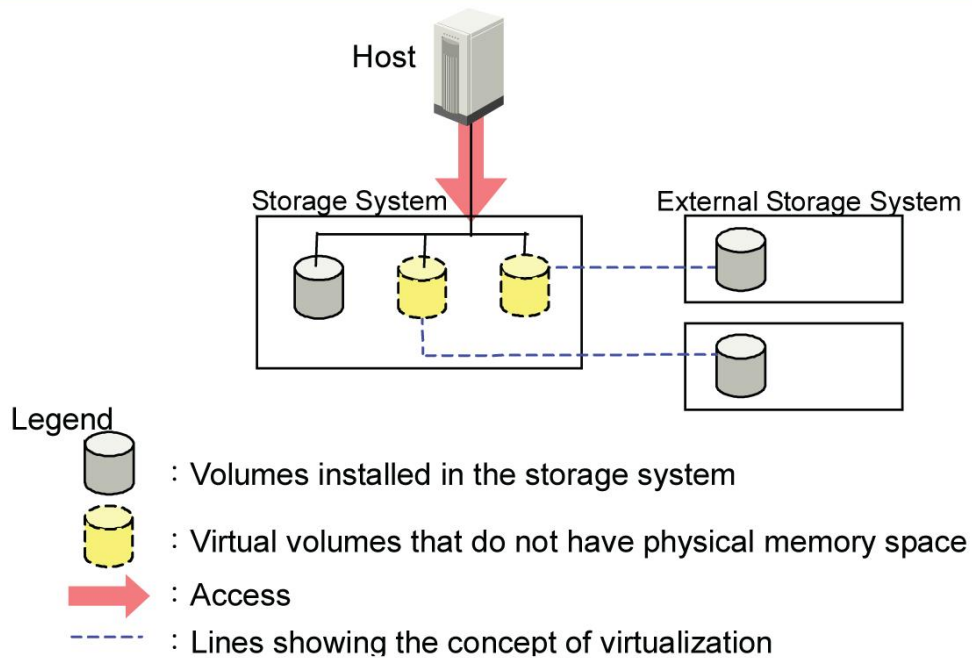 Host
Storage System
External Storage System
Legend
: Volumes installed in the storage system
: Virtual volumes that do not have physical memory space
: Access
: Lines showing the concept of virtualization